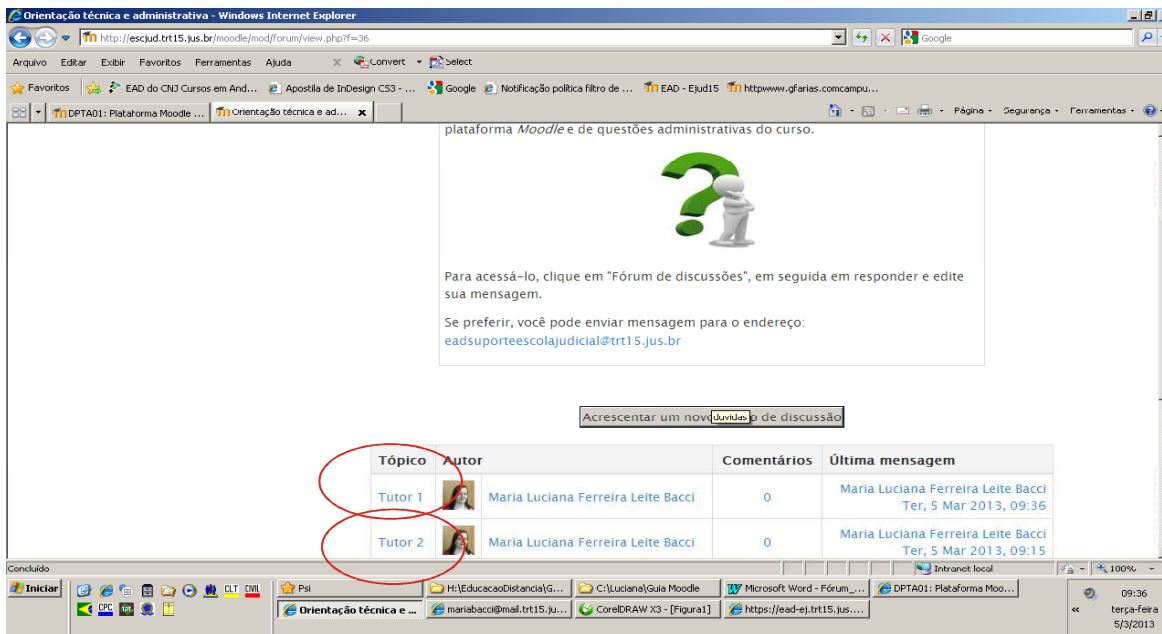 Orientação técnica e administrativa - Windows Internet Explorer
http://escjud.trt15.jus.br/moodle/mod/forum/view.php?f=36
Google
Arquivo Editar Exibir Favoritos Ferramentas Ajuda
Convert
Select
Favoritos
EAD do CNJ Cursos em And...
Apostila de InDesign CS3 - ...
Google
Notificação política filtro de ...
EAD - Ejud15
httpwww.gfarias.comcampu...
DPTA01: Plataforma Moodle ...
Orientação técnica e ad...
Página
Segurança
Ferramentas
plataforma Moodle e de questões administrativas do curso.
Para acessá-lo, clique em "Fórum de discussões", em seguida em responder e edite
sua mensagem.
Se preferir, você pode enviar mensagem para o endereço:
eadsuporteescolajudicial@trt15.jus.br
Acrescentar um novo
duvidas
de discussão
Tópico Autor Comentários Última mensagem
Tutor 1 Maria Luciana Ferreira Leite Bacci 0 Maria Luciana Ferreira Leite Bacci
Ter, 5 Mar 2013, 09:36
Tutor 2 Maria Luciana Ferreira Leite Bacci 0 Maria Luciana Ferreira Leite Bacci
Ter, 5 Mar 2013, 09:15
Concluído
Intranet local
100%
Iniciar
CLT
CIVIL
Psi
H:\EducacaoDistancia\G...
C:\Luciana\Guia Moodle
Microsoft Word - Fórum_...
DPTA01: Plataforma Moo...
09:36
CPC
Orientação técnica e ...
mariabacci@mail.trt15.ju...
CorelDRAW X3 - [Figura1]
https://ead-ej.trt15.jus....
terça-feira
5/3/2013